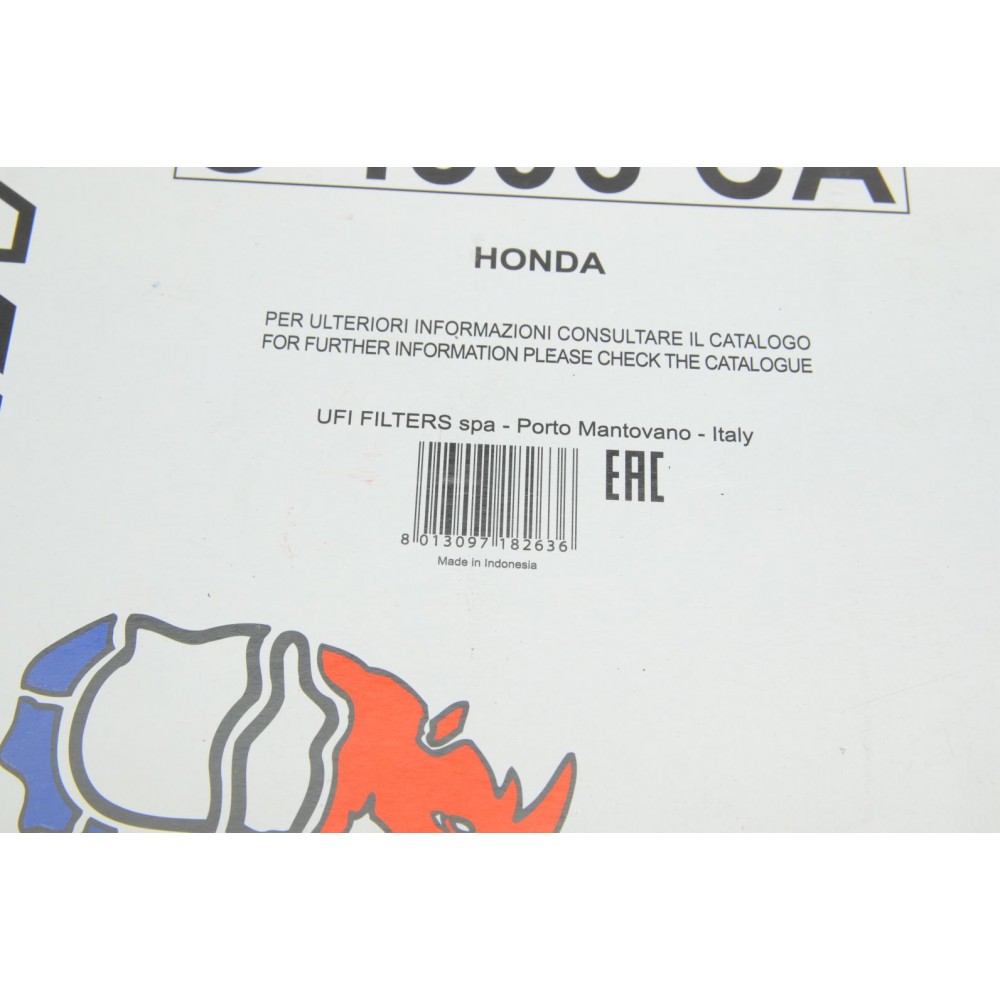 HONDA
PER ULTERIORI INFORMAZIONI CONSULTARE IL CATALOGO
FOR FURTHER INFORMATION PLEASE CHECK THE CATALOGUE
UFI FILTERS spa - Porto Mantovano - Italy
EAC
8 013097 182636
Made in Indonesia